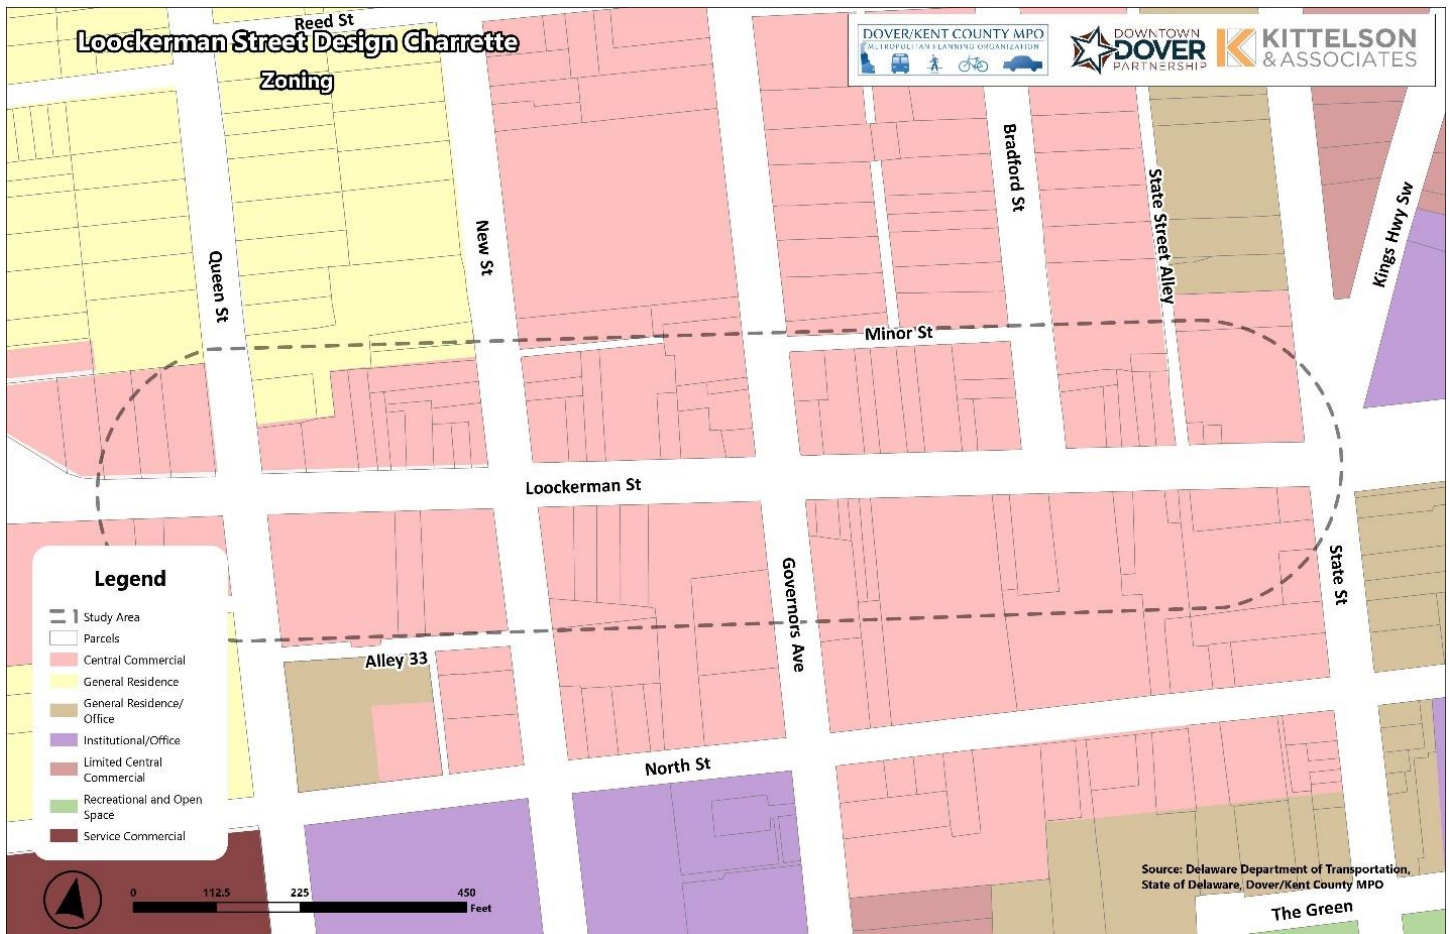 Reed St
Loockerman Street Design Charrette
Zoning
DOVER/KENT COUNTY MPO
METROPOLITAN PLANNING ORGANIZATION
DOWNTOWN
DOVER
PARTNERSHIP
KITTELSON
& ASSOCIATES
Bradford St
State Street Alley
Kings Hwy Sw
New St
Queen St
Minor St
Loockerman St
Governors Ave
State St
Alley 33
North St
The Green
Legend
Study Area
Parcels
Central Commercial
General Residence
General Residence/
Office
Institutional/Office
Limited Central
Commercial
Recreational and Open
Space
Service Commercial
0 112.5 225 450
Feet
Source: Delaware Department of Transportation,
State of Delaware, Dover/Kent County MPO